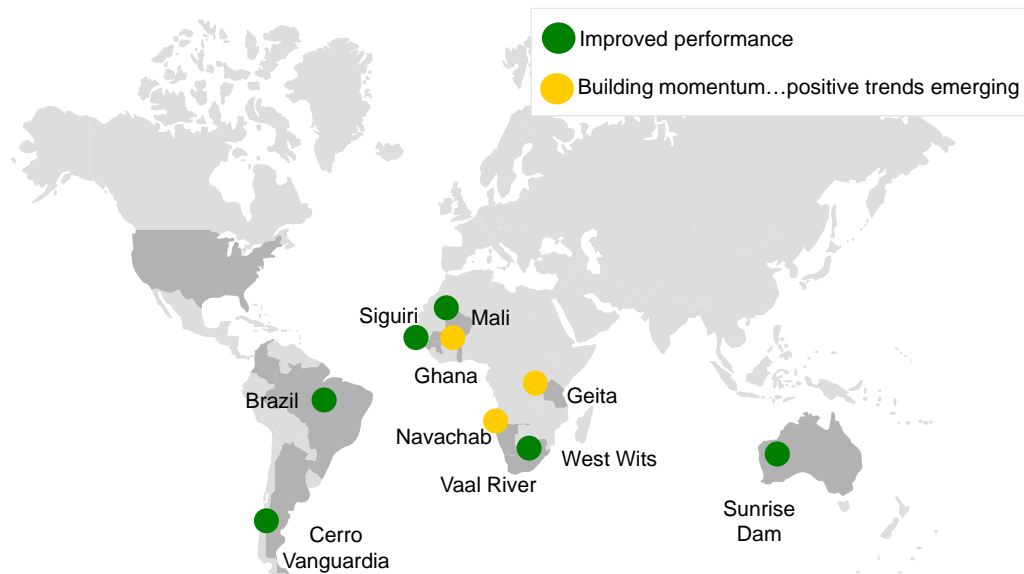 Improved performance
Building momentum…positive trends emerging
Siguiri
Mali
Ghana
Brazil
Geita
Navachab
West Wits
Vaal River
Sunrise
Dam
Cerro
Vanguardia